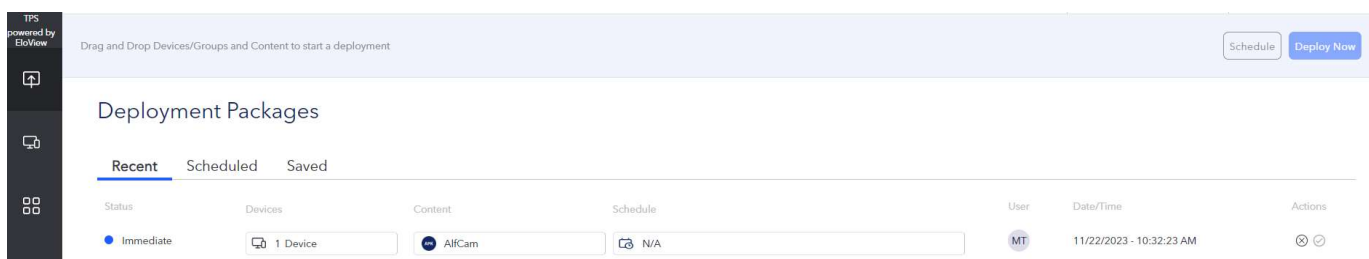 TPS
powered by
EloView
Drag and Drop Devices/Groups and Content to start a deployment
Schedule
Deploy Now
Deployment Packages
Recent Scheduled Saved
Status Devices Content Schedule User Date/Time Actions
Immediate 1 Device APK AlfCam N/A MT 11/22/2023 - 10:32:23 AM